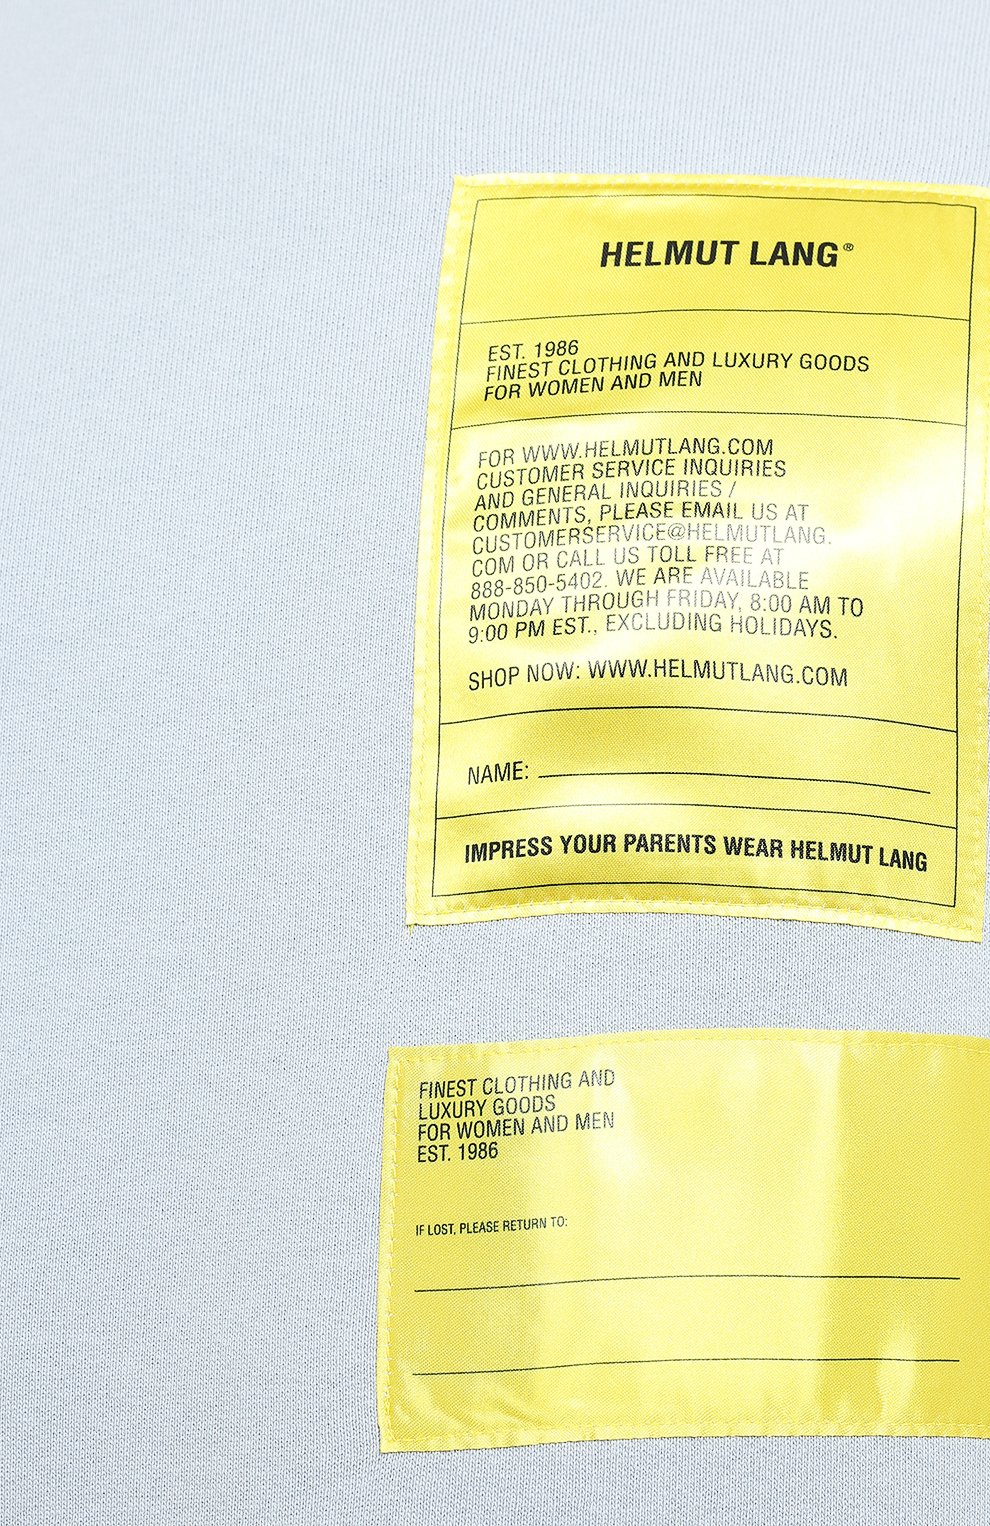 HELMUT LANG®
EST. 1986
FINEST CLOTHING AND LUXURY GOODS
FOR WOMEN AND MEN
FOR WWW.HELMUTLANG.COM
CUSTOMER SERVICE INQUIRIES
AND GENERAL INQUIRIES /
COMMENTS, PLEASE EMAIL US AT
CUSTOMERSERVICE@HELMUTLANG.
COM OR CALL US TOLL FREE AT
888-850-5402. WE ARE AVAILABLE
MONDAY THROUGH FRIDAY, 8:00 AM TO
9:00 PM EST., EXCLUDING HOLIDAYS.
SHOP NOW: WWW.HELMUTLANG.COM
NAME:
IMPRESS YOUR PARENTS WEAR HELMUT LANG
FINEST CLOTHING AND
LUXURY GOODS
FOR WOMEN AND MEN
EST. 1986
IF LOST, PLEASE RETURN TO: